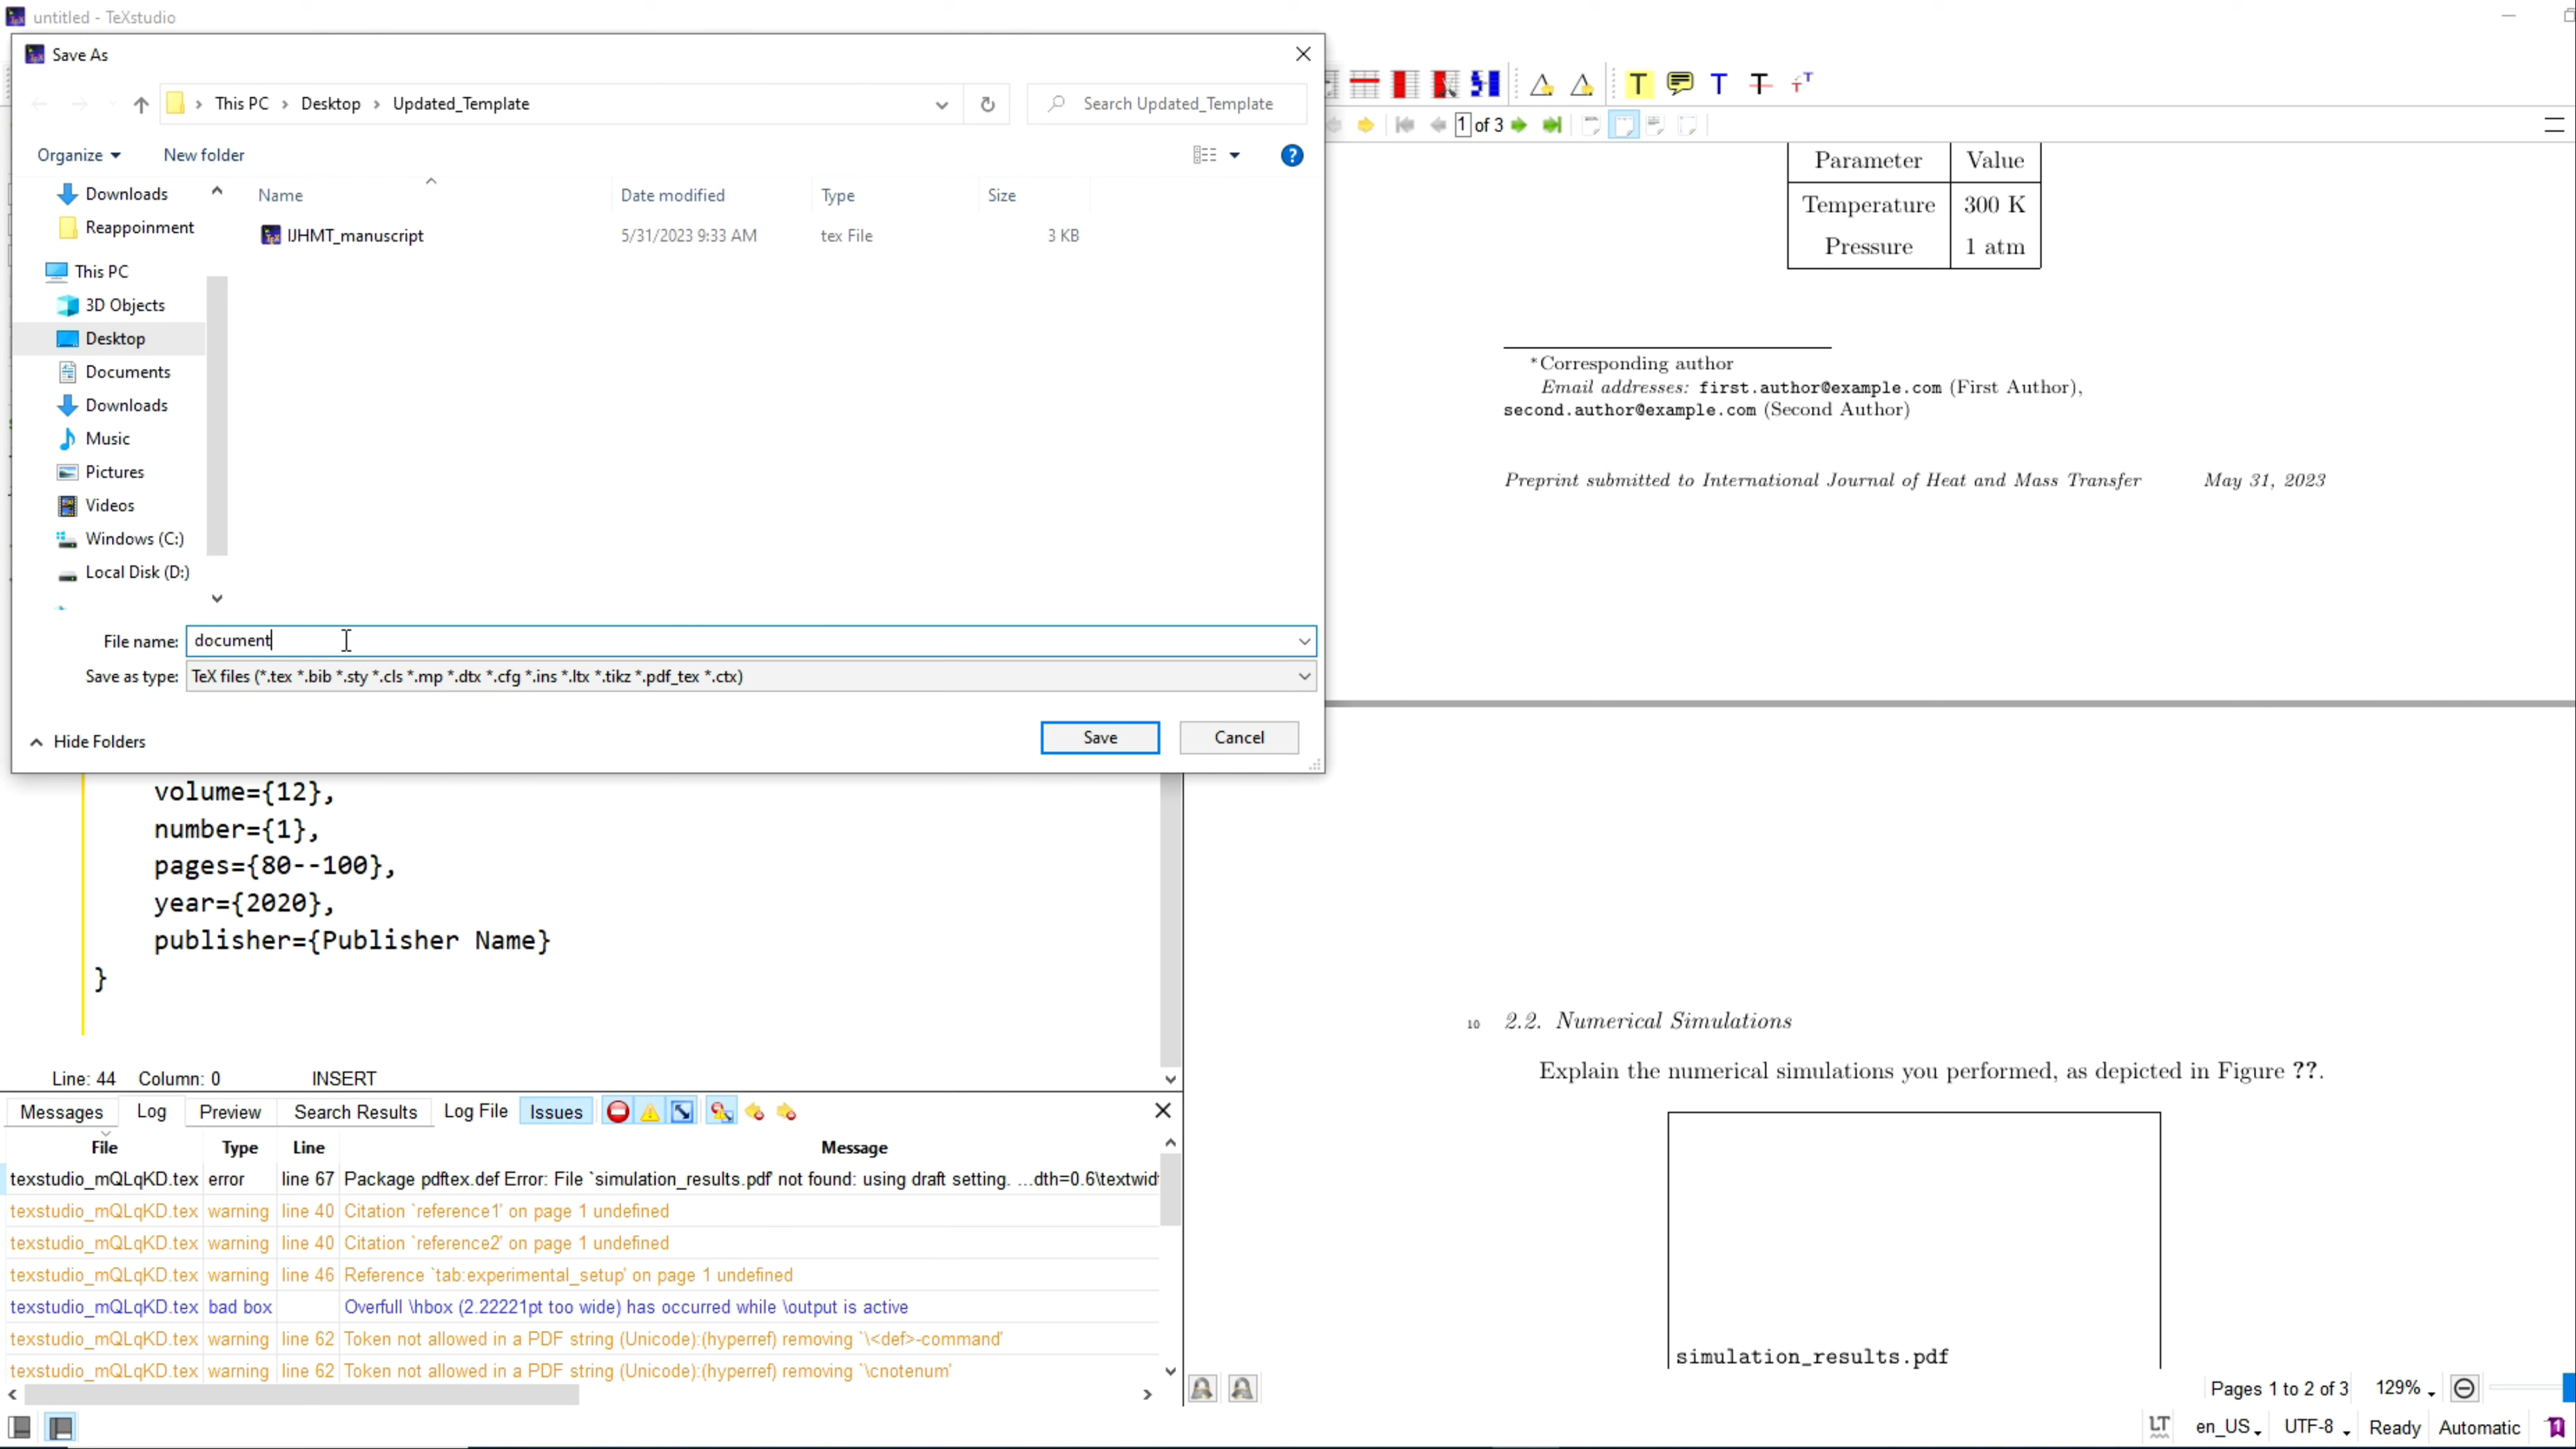 untitled - TeXstudio
Save As
This PC > Desktop > Updated_Template
Search Updated_Template
Organize
New folder
Downloads
Reappoinment
This PC
3D Objects
Desktop
Documents
Downloads
Music
Pictures
Videos
Windows (C:)
Local Disk (D:)
Name Date modified Type Size
IJHMT_manuscript 5/31/2023 9:33 AM tex File 3 KB
File name: document
Save as type: TeX files (*.tex *.bib *.sty *.cls *.mp *.dtx *.cfg *.ins *.ltx *.tikz *.pdf_tex *.ctx)
Hide Folders
Save
Cancel
volume={12},
number={1},
pages={80--100},
year={2020},
publisher={Publisher Name}
}
Line: 44 Column: 0 INSERT
Messages Log Preview Search Results Log File Issues
File Type Line Message
texstudio_mQLqKD.tex error line 67 Package pdftex.def Error: File `simulation_results.pdf' not found: using draft setting. ...dth=0.6\textwid
texstudio_mQLqKD.tex warning line 40 Citation `reference1' on page 1 undefined
texstudio_mQLqKD.tex warning line 40 Citation `reference2' on page 1 undefined
texstudio_mQLqKD.tex warning line 46 Reference `tab:experimental_setup' on page 1 undefined
texstudio_mQLqKD.tex bad box Overfull \hbox (2.22221pt too wide) has occurred while \output is active
texstudio_mQLqKD.tex warning line 62 Token not allowed in a PDF string (Unicode):(hyperref) removing `\<def>-command'
texstudio_mQLqKD.tex warning line 62 Token not allowed in a PDF string (Unicode):(hyperref) removing `\cnotenum'
1 of 3
Parameter Value
Temperature 300 K
Pressure 1 atm
*Corresponding author
Email addresses: first.author@example.com (First Author),
second.author@example.com (Second Author)
Preprint submitted to International Journal of Heat and Mass Transfer May 31, 2023
10 2.2. Numerical Simulations
Explain the numerical simulations you performed, as depicted in Figure ??.
simulation_results.pdf
Pages 1 to 2 of 3 129%
LT en_US UTF-8 Ready Automatic 1